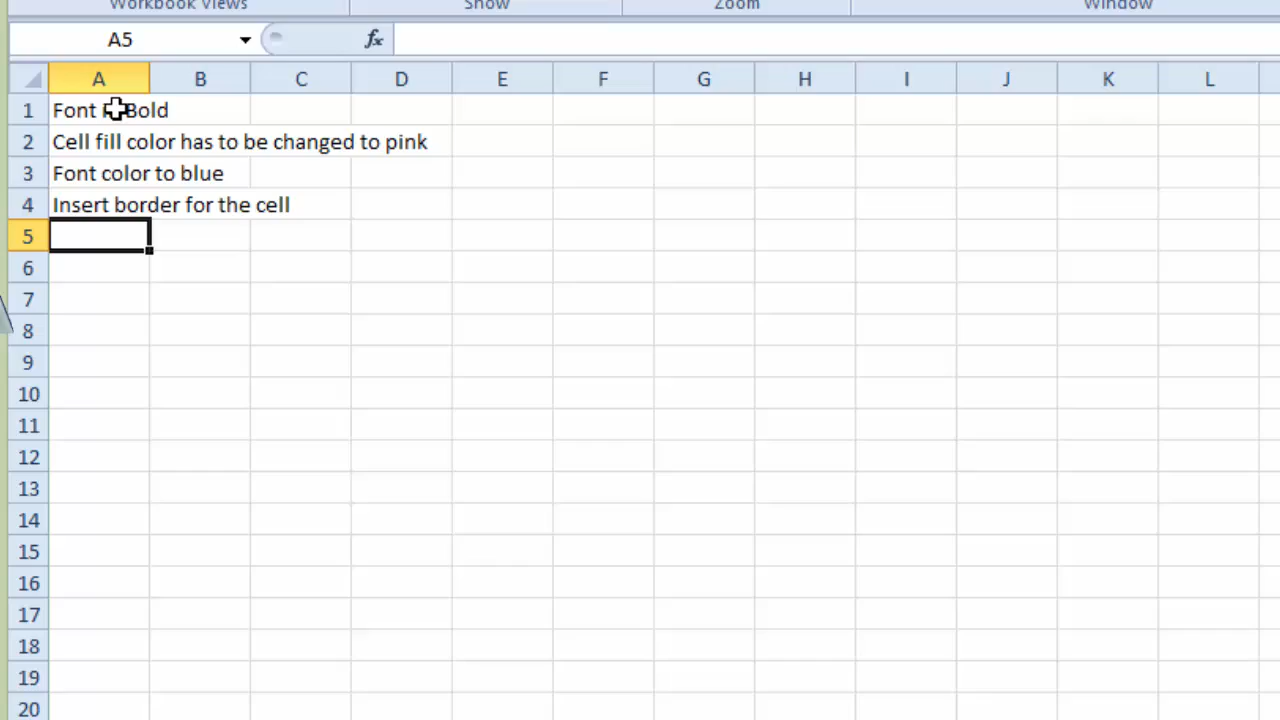 Workbook Views Show Zoom Window
A5 fx
A B C D E F G H I J K L
1 Font Bold
2 Cell fill color has to be changed to pink
3 Font color to blue
4 Insert border for the cell
5
6
7
8
9
10
11
12
13
14
15
16
17
18
19
20